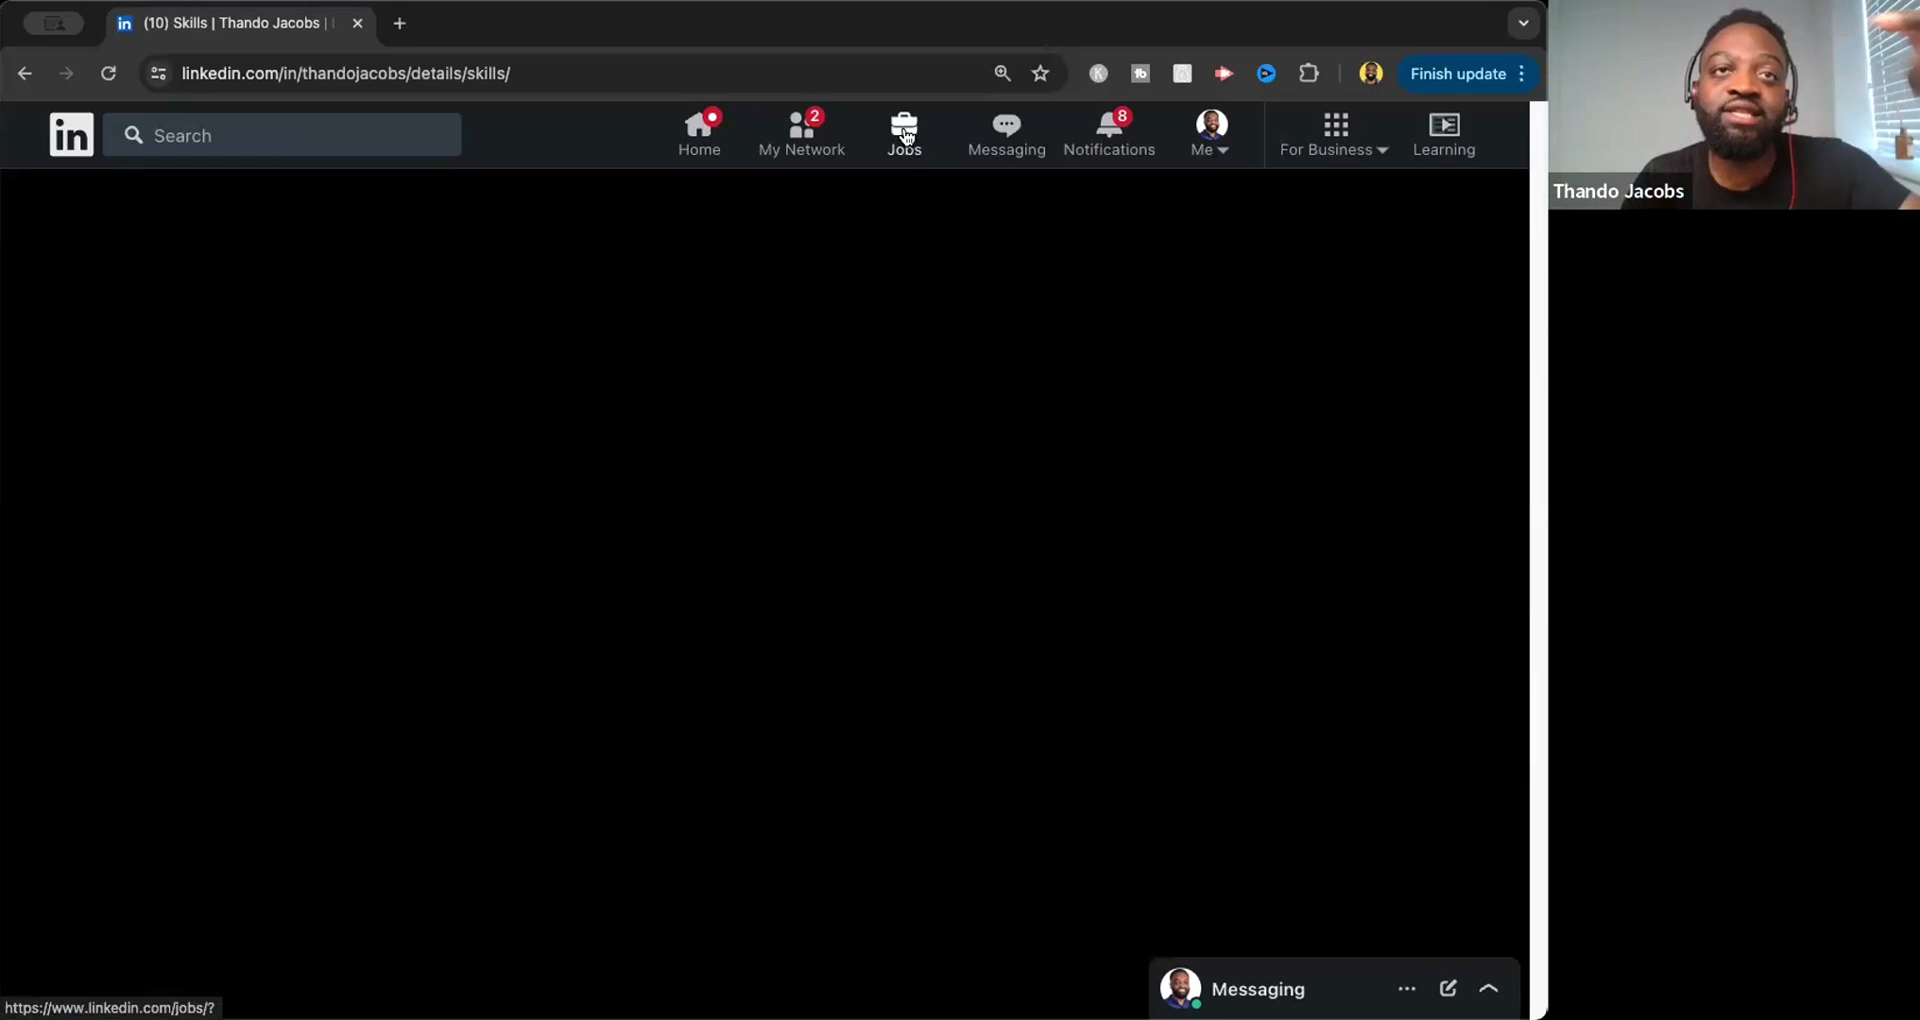 (10) Skills | Thando Jacobs |
linkedin.com/in/thandojacobs/details/skills/
Finish update
in
Search
Home
2
My Network
Jobs
Messaging
8
Notifications
Me
For Business
Learning
Thando Jacobs
Messaging
https://www.linkedin.com/jobs/?